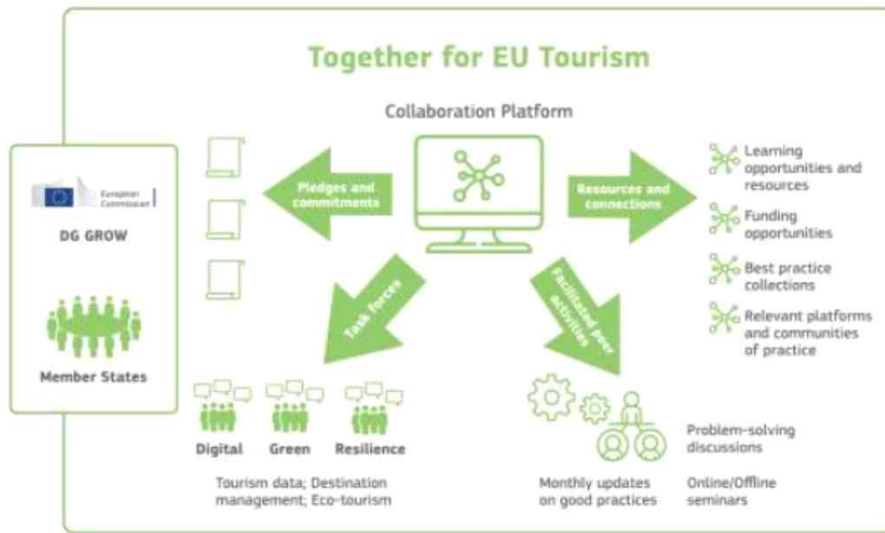 Together for EU Tourism
Collaboration Platform
European
Commission
DG GROW
Member States
Pledges and
commitments
Resources and
connections
Task forces
Facilitated peer
activities
Learning
opportunities and
resources
Funding
opportunities
Best practice
collections
Relevant platforms
and communities
of practice
Digital
Green
Resilience
Tourism data; Destination
management; Eco-tourism
Problem-solving
discussions
Monthly updates
on good practices
Online/Offline
seminars